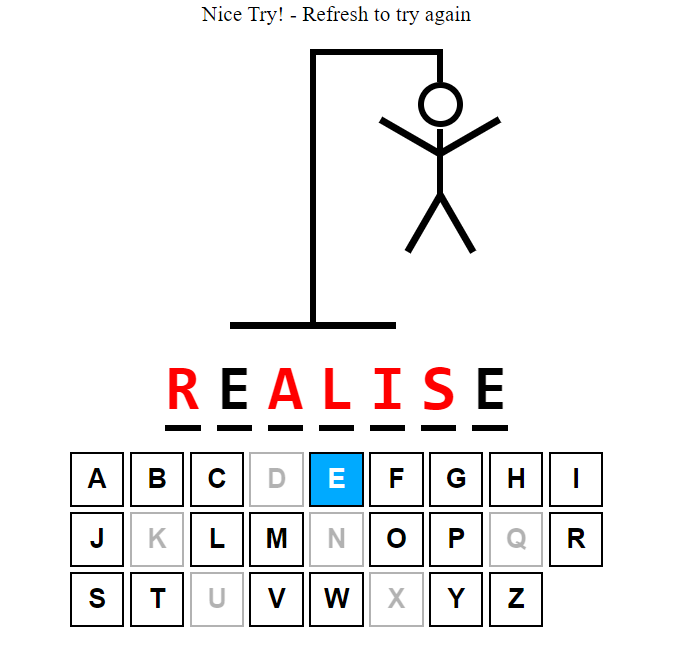 Nice Try! - Refresh to try again
R E A L I S E
A B C D E F G H I
J K L M N O P Q R
S T U V W X Y Z